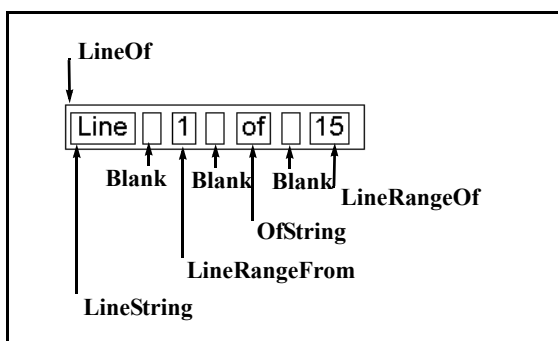 LineOf
Line 1 of 15
Blank Blank Blank
LineRangeOf
OfString
LineRangeFrom
LineString